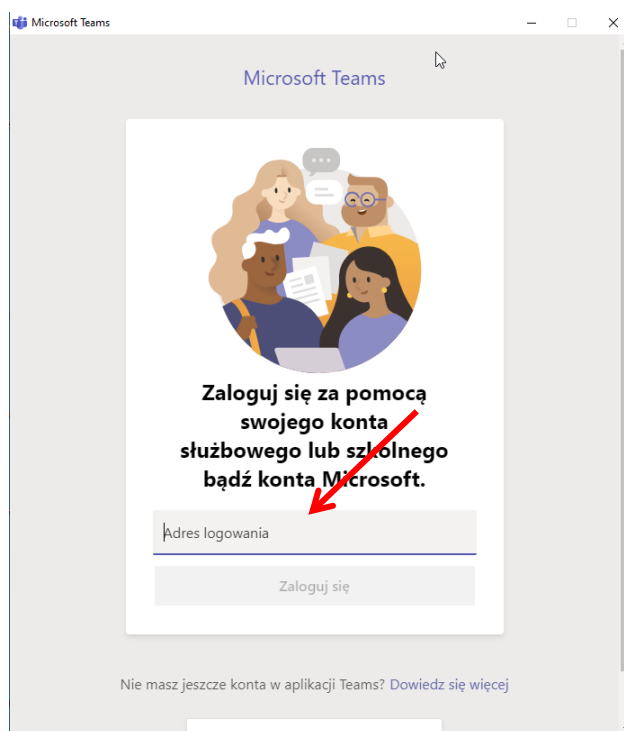 Microsoft Teams
Microsoft Teams
Zaloguj się za pomocą
swojego konta
służbowego lub szkolnego
bądź konta Microsoft.
Adres logowania
Zaloguj się
Nie masz jeszcze konta w aplikacji Teams? Dowiedz się więcej